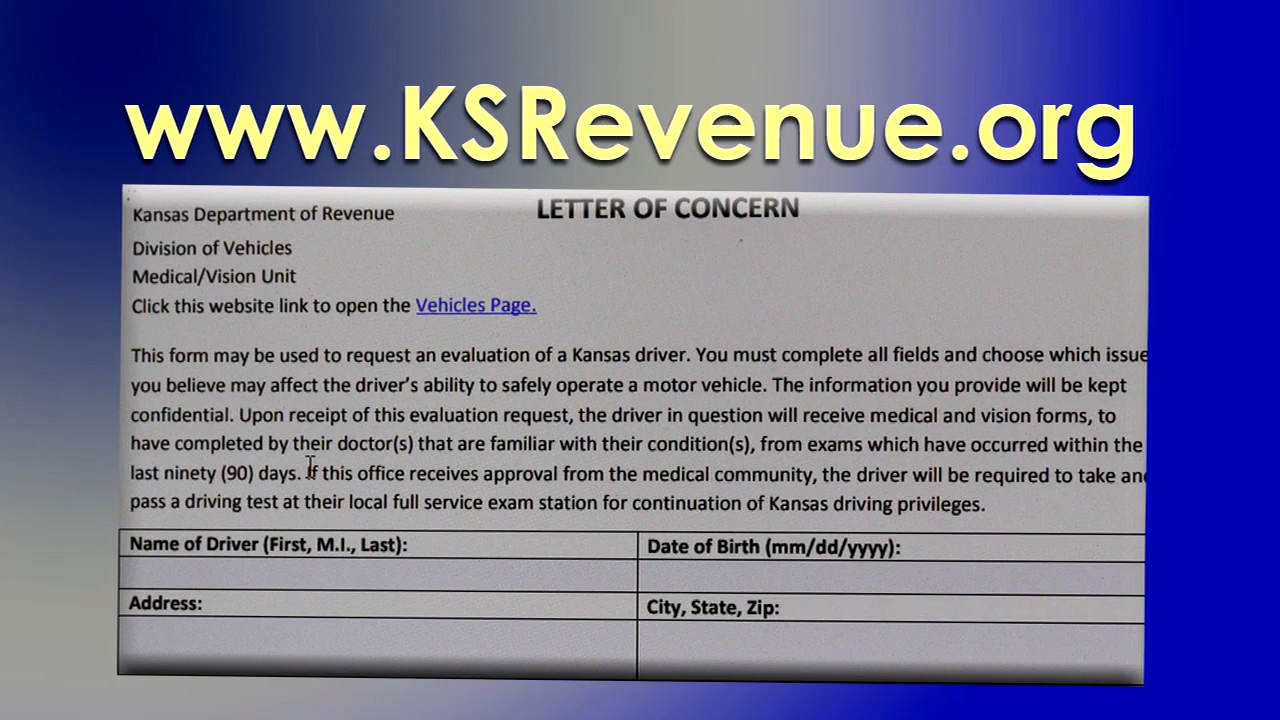 www.KSRevenue.org
LETTER OF CONCERN
Kansas Department of Revenue
Division of Vehicles
Medical/Vision Unit
Click this website link to open the Vehicles Page.
This form may be used to request an evaluation of a Kansas driver. You must complete all fields and choose which issue
you believe may affect the driver's ability to safely operate a motor vehicle. The information you provide will be kept
confidential. Upon receipt of this evaluation request, the driver in question will receive medical and vision forms, to
have completed by their doctor(s) that are familiar with their condition(s), from exams which have occurred within the
last ninety (90) days. If this office receives approval from the medical community, the driver will be required to take and
pass a driving test at their local full service exam station for continuation of Kansas driving privileges.
Name of Driver (First, M.I., Last): Date of Birth (mm/dd/yyyy):
Address: City, State, Zip: